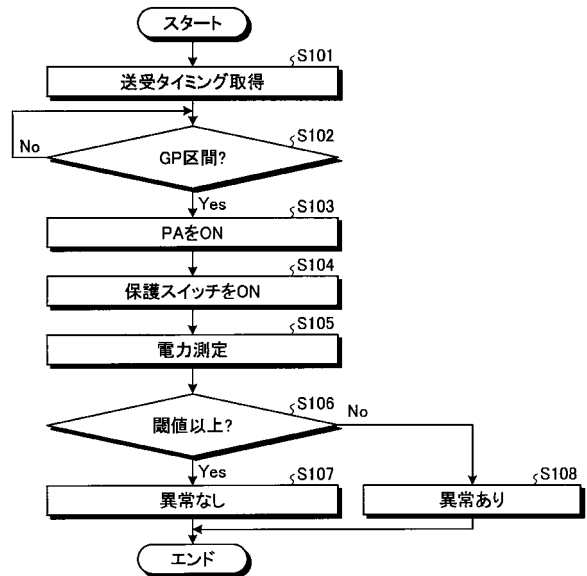 スタート
S101
送受タイミング取得
S102
GP区間?
No
Yes
S103
PAをON
S104
保護スイッチをON
S105
電力測定
S106
閾値以上?
No
Yes
S107
異常なし
S108
異常あり
エンド